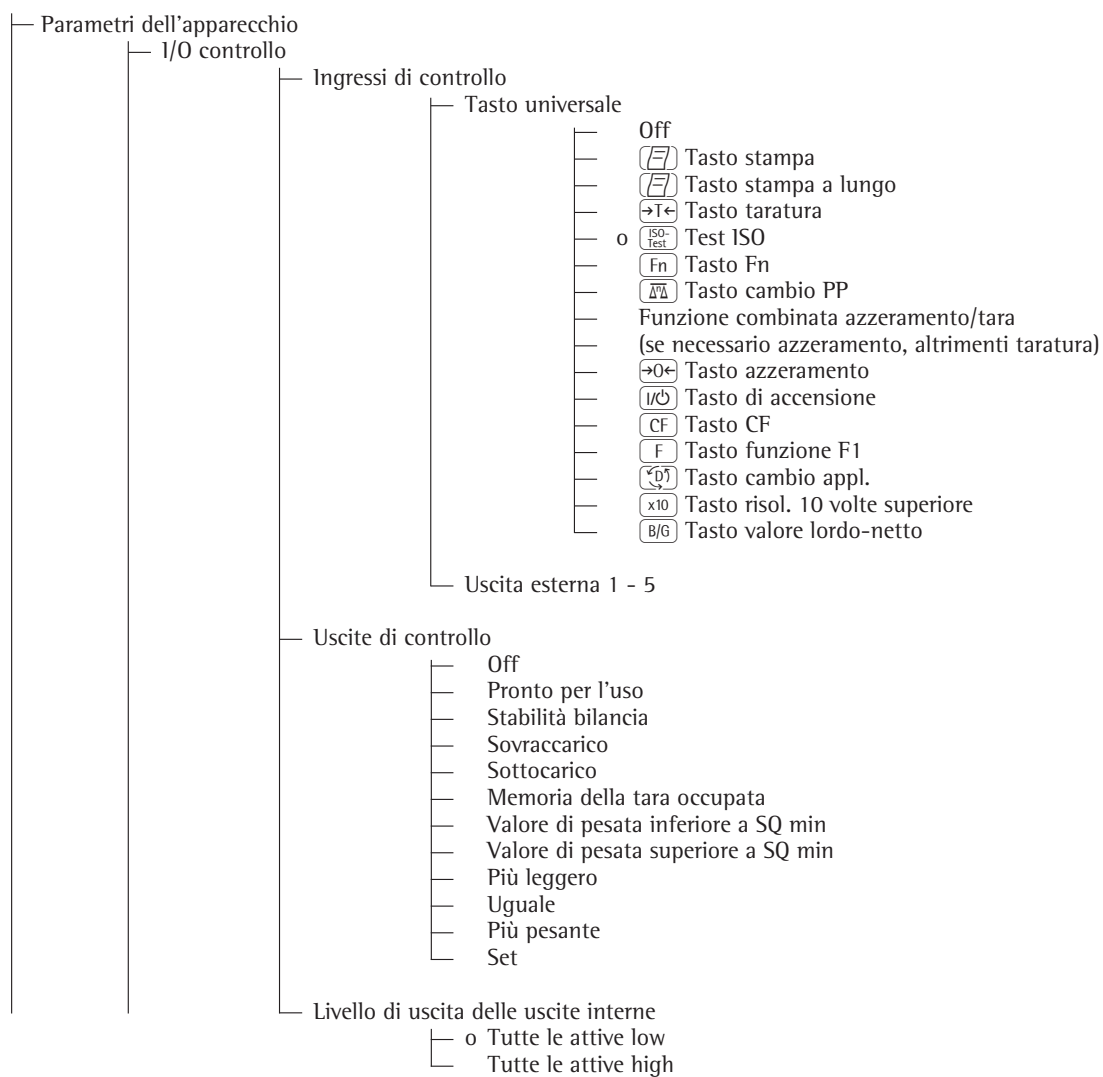 Parametri dell'apparecchio
I/O controllo
Ingressi di controllo
Tasto universale
Off
Tasto stampa
Tasto stampa a lungo
→T← Tasto taratura
o ISO-Test Test ISO
Fn Tasto Fn
Tasto cambio PP
Funzione combinata azzeramento/tara
(se necessario azzeramento, altrimenti taratura)
→0← Tasto azzeramento
I/⏻ Tasto di accensione
CF Tasto CF
F Tasto funzione F1
D Tasto cambio appl.
x10 Tasto risol. 10 volte superiore
B/G Tasto valore lordo-netto
Uscita esterna 1 - 5
Uscite di controllo
Off
Pronto per l'uso
Stabilità bilancia
Sovraccarico
Sottocarico
Memoria della tara occupata
Valore di pesata inferiore a SQ min
Valore di pesata superiore a SQ min
Più leggero
Uguale
Più pesante
Set
Livello di uscita delle uscite interne
o Tutte le attive low
Tutte le attive high